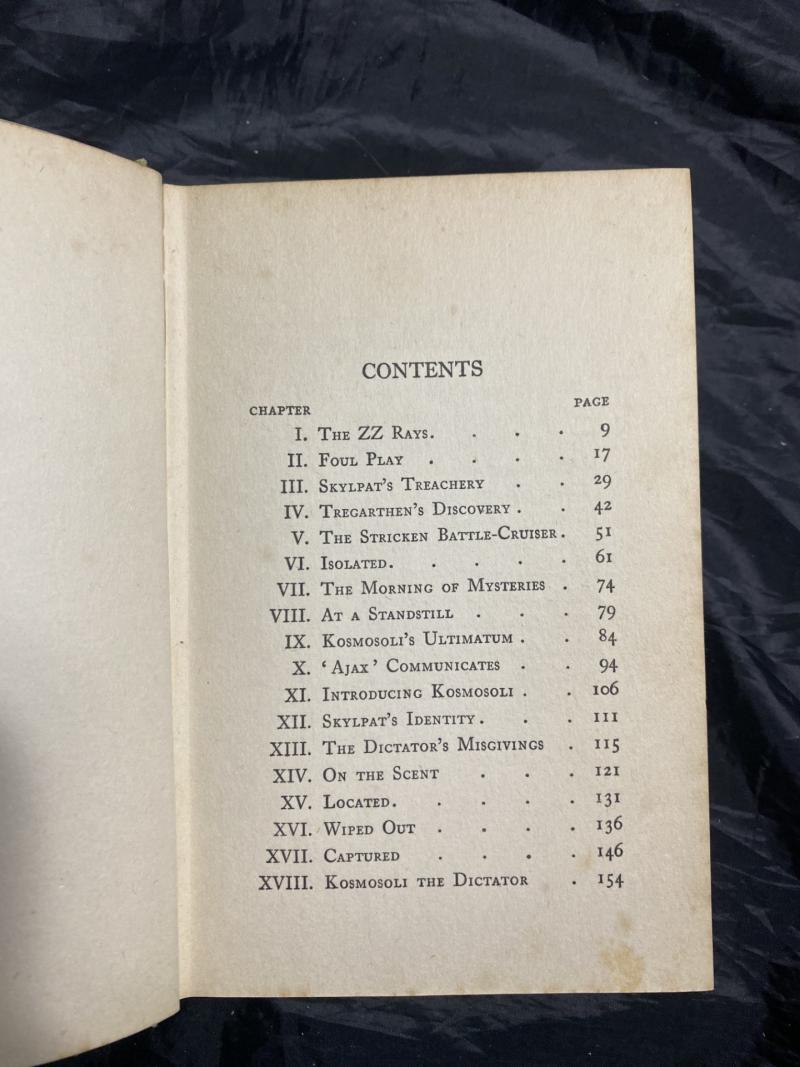 CONTENTS
CHAPTER PAGE
I. The ZZ Rays. . . . 9
II. Foul Play . . . . 17
III. Skylpat's Treachery . . 29
IV. Tregarthen's Discovery . . 42
V. The Stricken Battle-Cruiser . 51
VI. Isolated. . . . . 61
VII. The Morning of Mysteries . 74
VIII. At a Standstill . . . 79
IX. Kosmosoli's Ultimatum . . 84
X. ‘Ajax’ Communicates . . 94
XI. Introducing Kosmosoli . . 106
XII. Skylpat's Identity . . . 111
XIII. The Dictator's Misgivings . 115
XIV. On the Scent . . . 121
XV. Located. . . . . 131
XVI. Wiped Out . . . . 136
XVII. Captured . . . . 146
XVIII. Kosmosoli the Dictator . 154